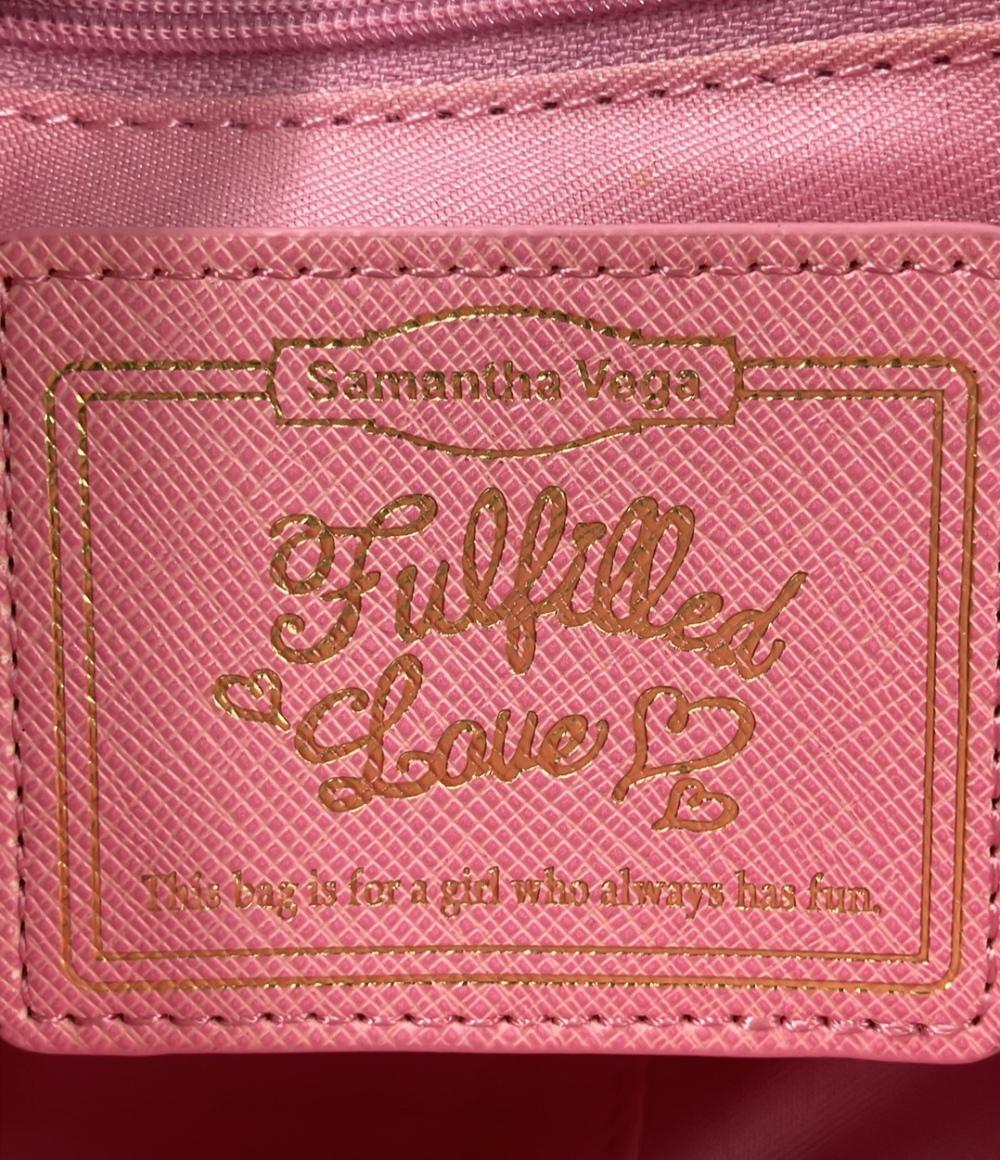 Samantha Vega
Fulfilled
Love
This bag is for a girl who always has fun.